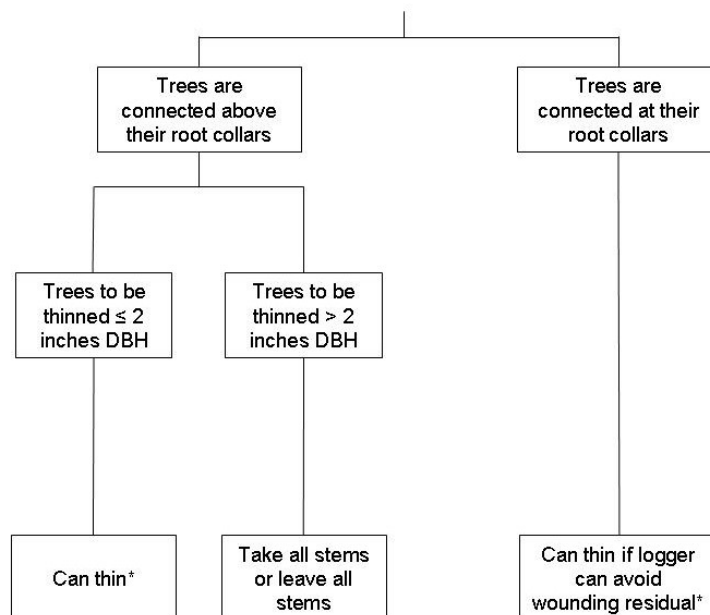 Trees are
connected above
their root collars
Trees are
connected at their
root collars
Trees to be
thinned ≤ 2
inches DBH
Trees to be
thinned > 2
inches DBH
Can thin*
Take all stems
or leave all
stems
Can thin if logger
can avoid
wounding residual*